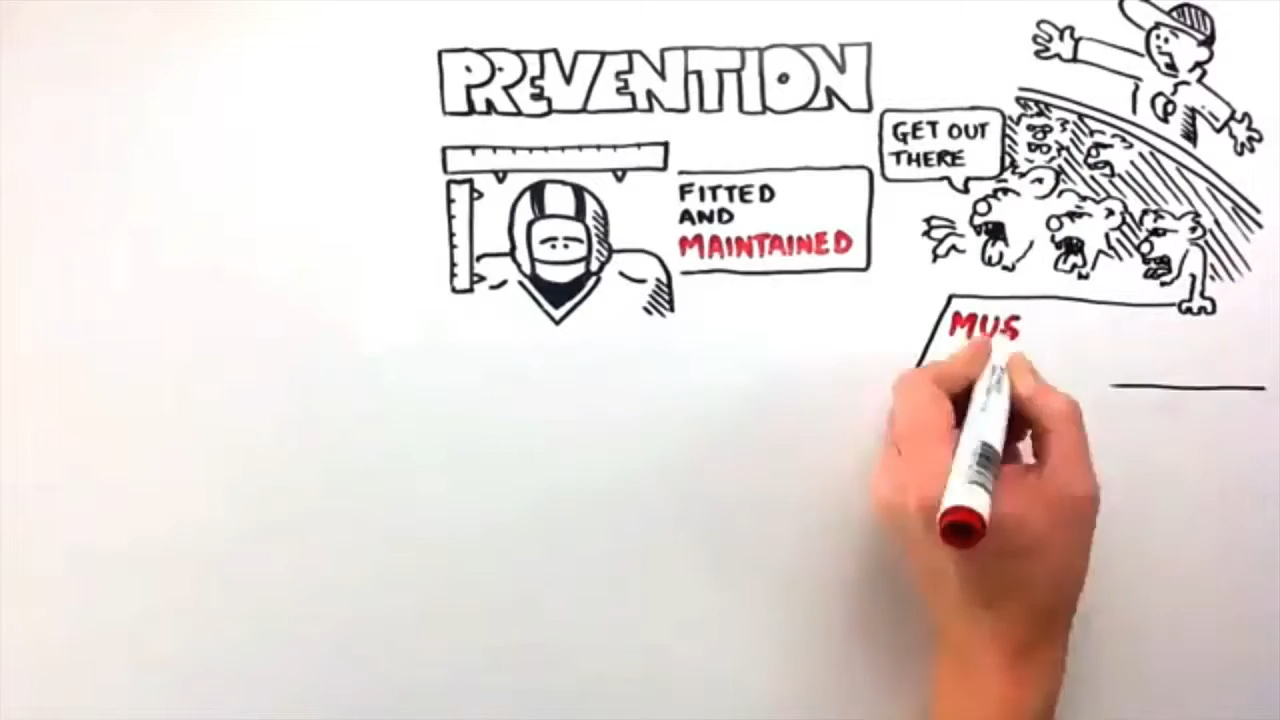 PREVENTION
FITTED
AND
MAINTAINED
GET OUT
THERE
MUS